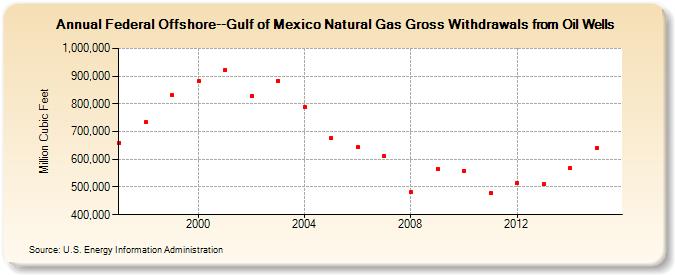 Annual Federal Offshore--Gulf of Mexico Natural Gas Gross Withdrawals from Oil Wells
Million Cubic Feet
1,000,000
900,000
800,000
700,000
600,000
500,000
400,000
2000 2004 2008 2012
Source: U.S. Energy Information Administration